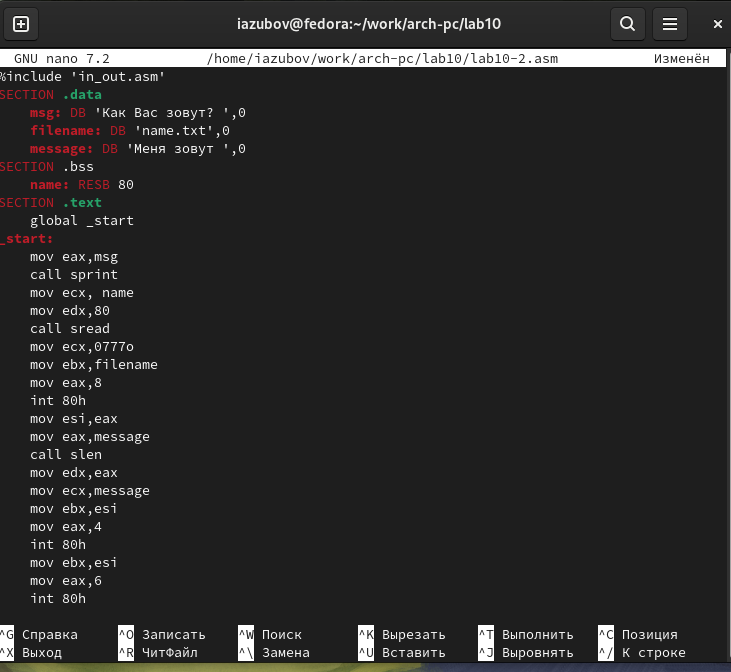 iazubov@fedora:~/work/arch-pc/lab10
GNU nano 7.2 /home/iazubov/work/arch-pc/lab10/lab10-2.asm Изменён
%include 'in_out.asm'
SECTION .data
msg: DB 'Как Вас зовут? ',0
filename: DB 'name.txt',0
message: DB 'Меня зовут ',0
SECTION .bss
name: RESB 80
SECTION .text
global _start
_start:
mov eax,msg
call sprint
mov ecx, name
mov edx,80
call sread
mov ecx,0777o
mov ebx,filename
mov eax,8
int 80h
mov esi,eax
mov eax,message
call slen
mov edx,eax
mov ecx,message
mov ebx,esi
mov eax,4
int 80h
mov ebx,esi
mov eax,6
int 80h
^G Справка ^O Записать ^W Поиск ^K Вырезать ^T Выполнить ^C Позиция
^X Выход ^R ЧитФайл ^\ Замена ^U Вставить ^J Выровнять ^/ К строке